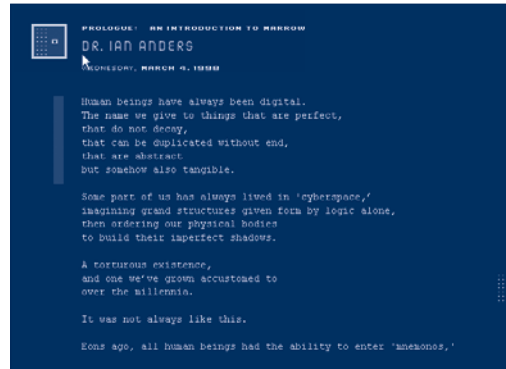 PROLOGUE: AN INTRODUCTION TO MARROW
DR. IAN ANDERS
WEDNESDAY, MARCH 4, 1998
Human beings have always been digital.
The name we give to things that are perfect,
that do not decay,
that can be duplicated without end,
that are abstract
but somehow also tangible.
Some part of us has always lived in 'cyberspace,'
imagining grand structures given form by logic alone,
then ordering our physical bodies
to build their imperfect shadows.
A torturous existence,
and one we've grown accustomed to
over the millennia.
It was not always like this.
Eons ago, all human beings had the ability to enter 'mnemonos,'